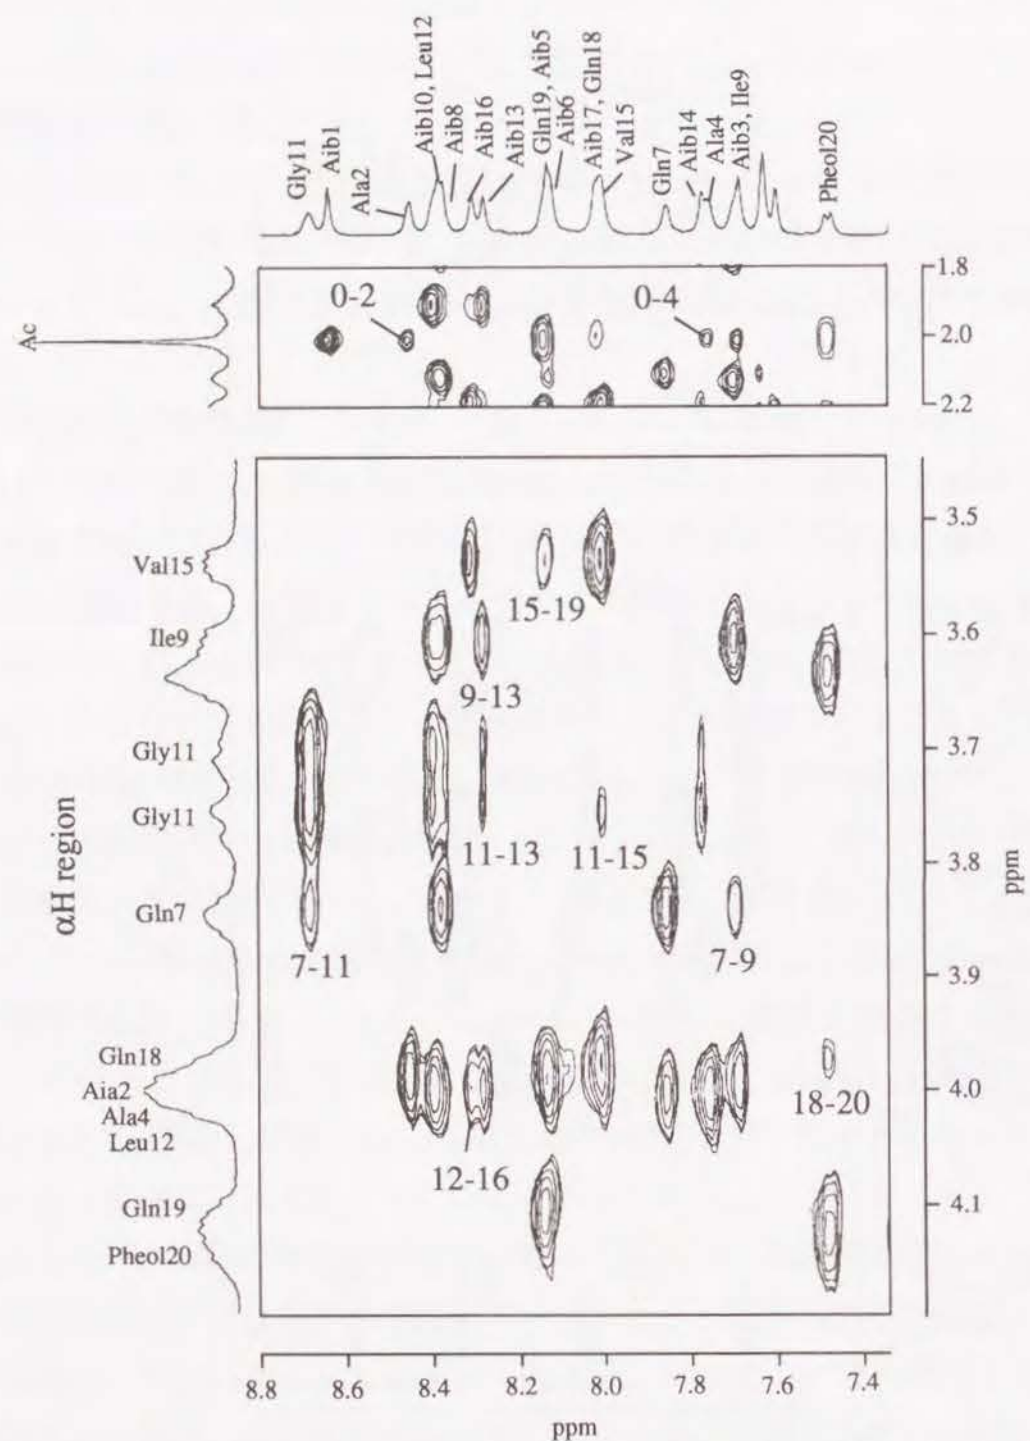 Gly11
Aib1
Ala2
Aib10, Leu12
Aib8
Aib16
Aib13
Gln19, Aib5
Aib6
Aib17, Gln18
Val15
Gln7
Aib14
Ala4
Aib3, Ile9
Pheol20
Ac
0-2
0-4
1.8
2.0
2.2
Val15
Ile9
Gly11
Gly11
Gln7
Gln18
Aia2
Ala4
Leu12
Gln19
Pheol20
αH region
15-19
9-13
11-13
11-15
7-11
7-9
18-20
12-16
3.5
3.6
3.7
3.8
3.9
4.0
4.1
ppm
8.8
8.6
8.4
8.2
8.0
7.8
7.6
7.4
ppm